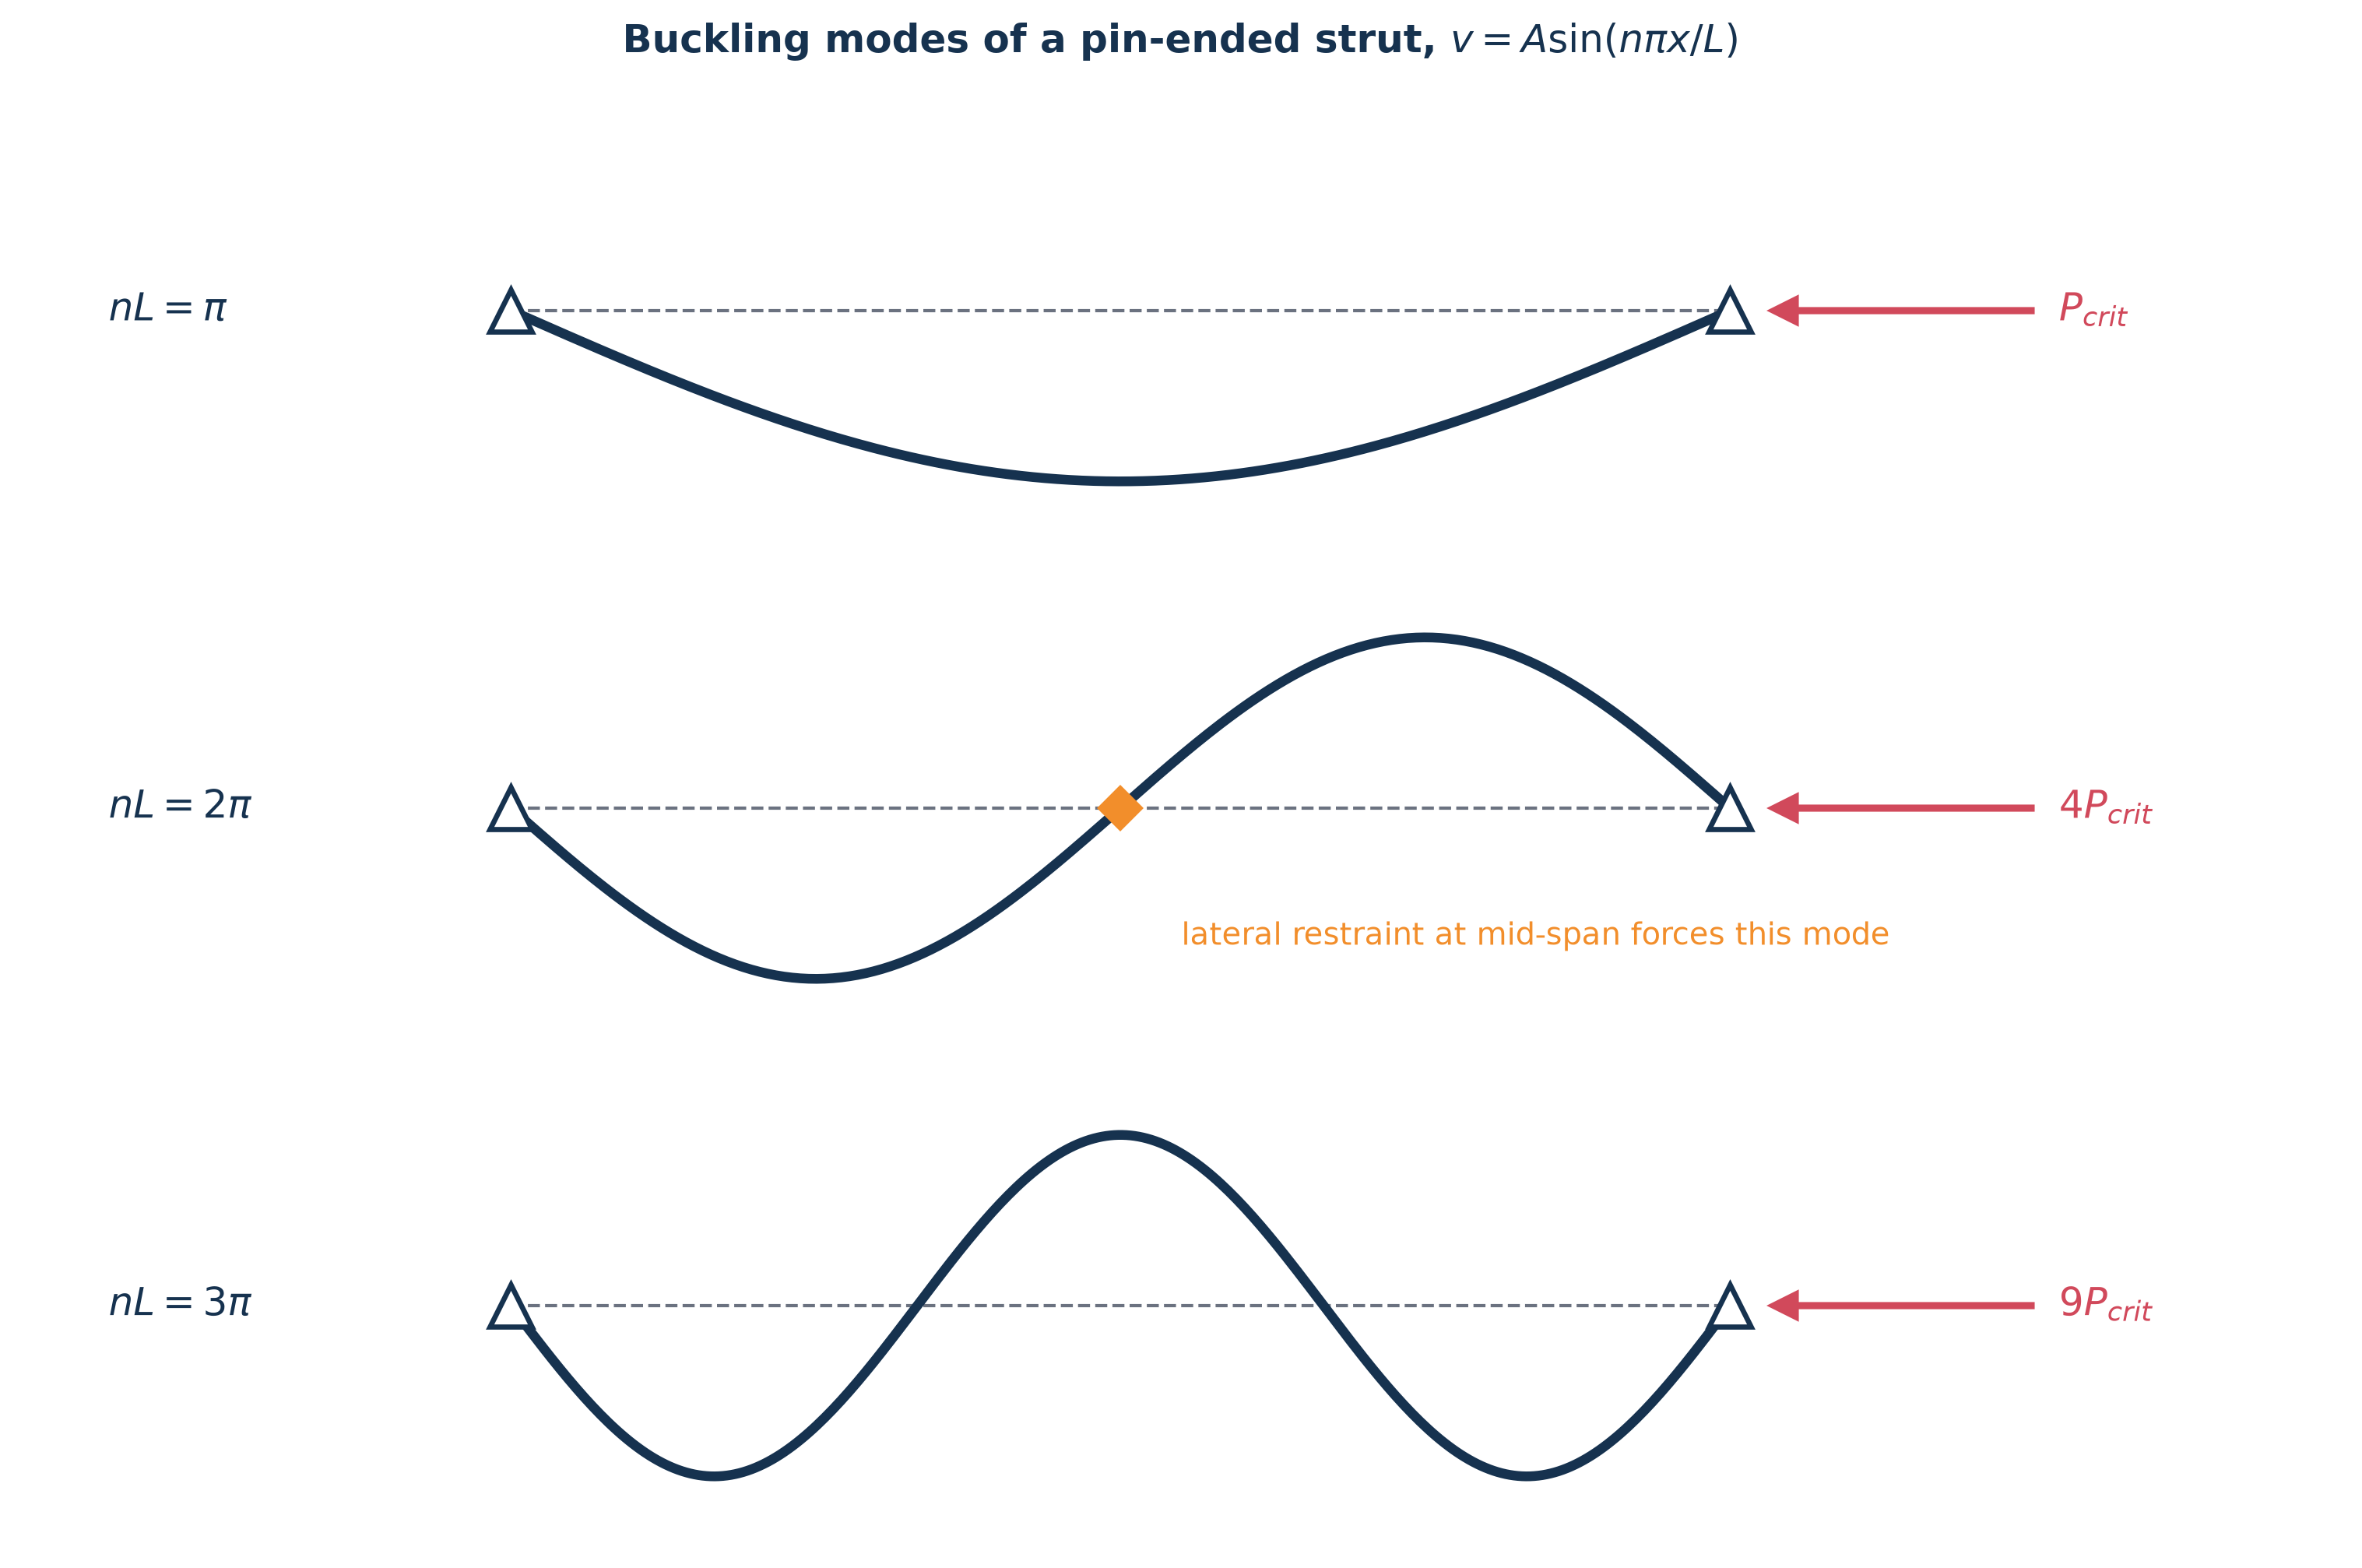 Buckling modes of a pin-ended strut, v = A sin(nπx/L)
nL = π
P_crit
nL = 2π
4P_crit
lateral restraint at mid-span forces this mode
nL = 3π
9P_crit